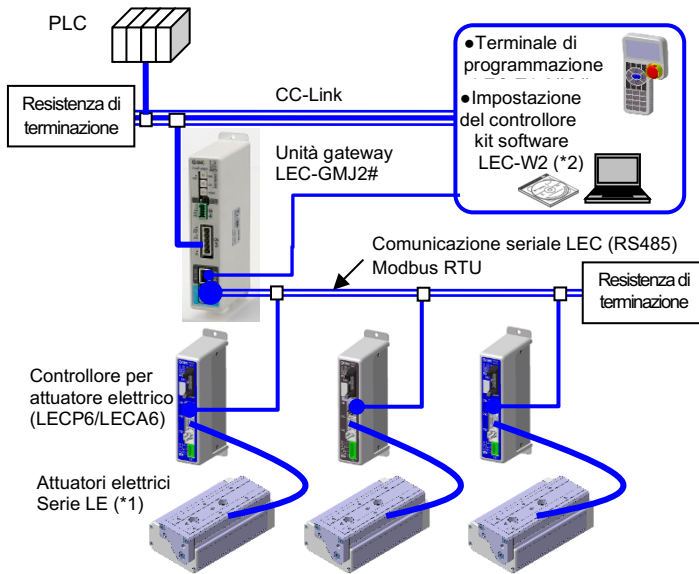 PLC
●Terminale di
programmazione
●Impostazione
del controllore
kit software
LEC-W2 (*2)
Resistenza di
terminazione
CC-Link
Unità gateway
LEC-GMJ2#
Comunicazione seriale LEC (RS485)
Modbus RTU
Resistenza di
terminazione
Controllore per
attuatore elettrico
(LECP6/LECA6)
Attuatori elettrici
Serie LE (*1)